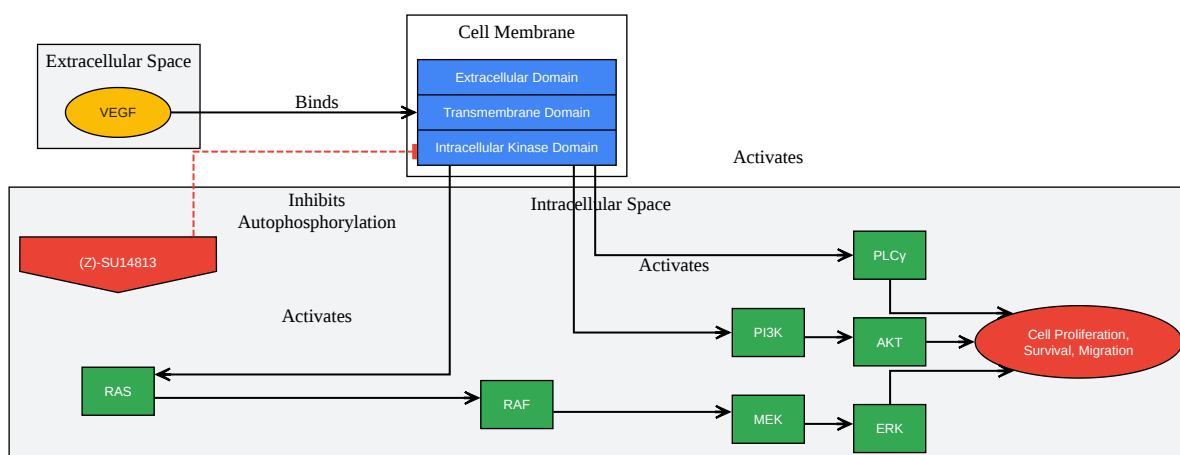 Cell Membrane
Extracellular Space
Extracellular Domain
VEGF
Binds
Transmembrane Domain
Intracellular Kinase Domain
Activates
Inhibits
Autophosphorylation
Intracellular Space
(Z)-SU14813
Activates
PLCγ
Activates
PI3K
AKT
Cell Proliferation,
Survival, Migration
RAS
RAF
MEK
ERK